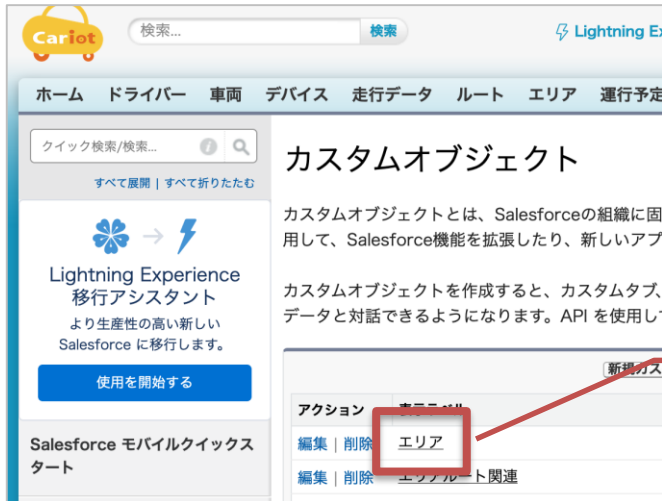 Cariot
検索...
検索
Lightning Ex
ホーム ドライバー 車両 デバイス 走行データ ルート エリア 運行予定
クイック検索/検索...
すべて展開 | すべて折りたたむ
Lightning Experience
移行アシスタント
より生産性の高い新しい
Salesforce に移行します。
使用を開始する
Salesforce モバイルクイックス
タート
カスタムオブジェクト
カスタムオブジェクトとは、Salesforceの組織に固
用して、Salesforce機能を拡張したり、新しいアプ
カスタムオブジェクトを作成すると、カスタムタブ、
データと対話できるようになります。API を使用し
新規カス
アクション 表示ラベル
編集 | 削除 エリア
編集 | 削除 エリアルート関連